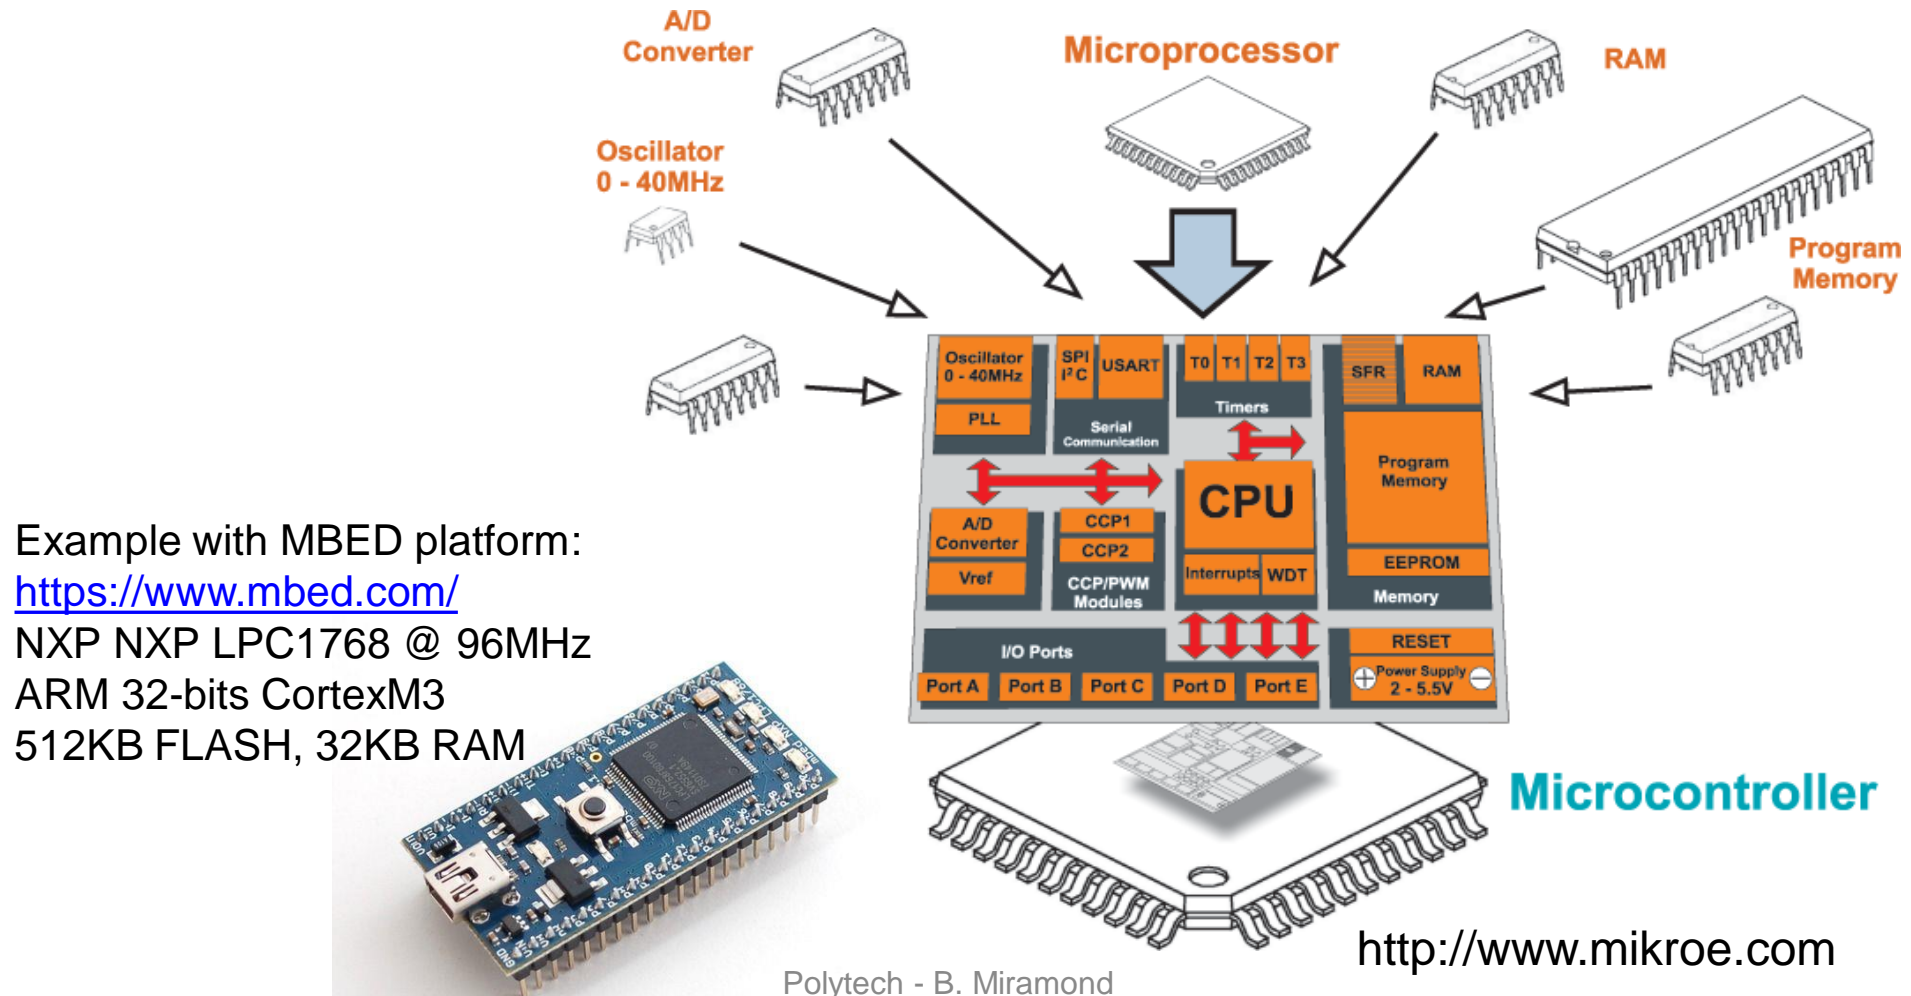 A/D
Converter
Microprocessor
RAM
Oscillator
0 - 40MHz
Program
Memory
Oscillator
0 - 40MHz
PLL
SPI
I²C
USART
Serial
Communication
T0 T1 T2 T3
Timers
SFR
RAM
Program
Memory
EEPROM
Memory
A/D
Converter
Vref
CCP1
CCP2
CCP/PWM
Modules
CPU
Interrupts
WDT
I/O Ports
Port A Port B Port C Port D Port E
RESET
Power Supply
2 - 5.5V
Example with MBED platform:
https://www.mbed.com/
NXP NXP LPC1768 @ 96MHz
ARM 32-bits CortexM3
512KB FLASH, 32KB RAM
Microcontroller
http://www.mikroe.com
Polytech - B. Miramond